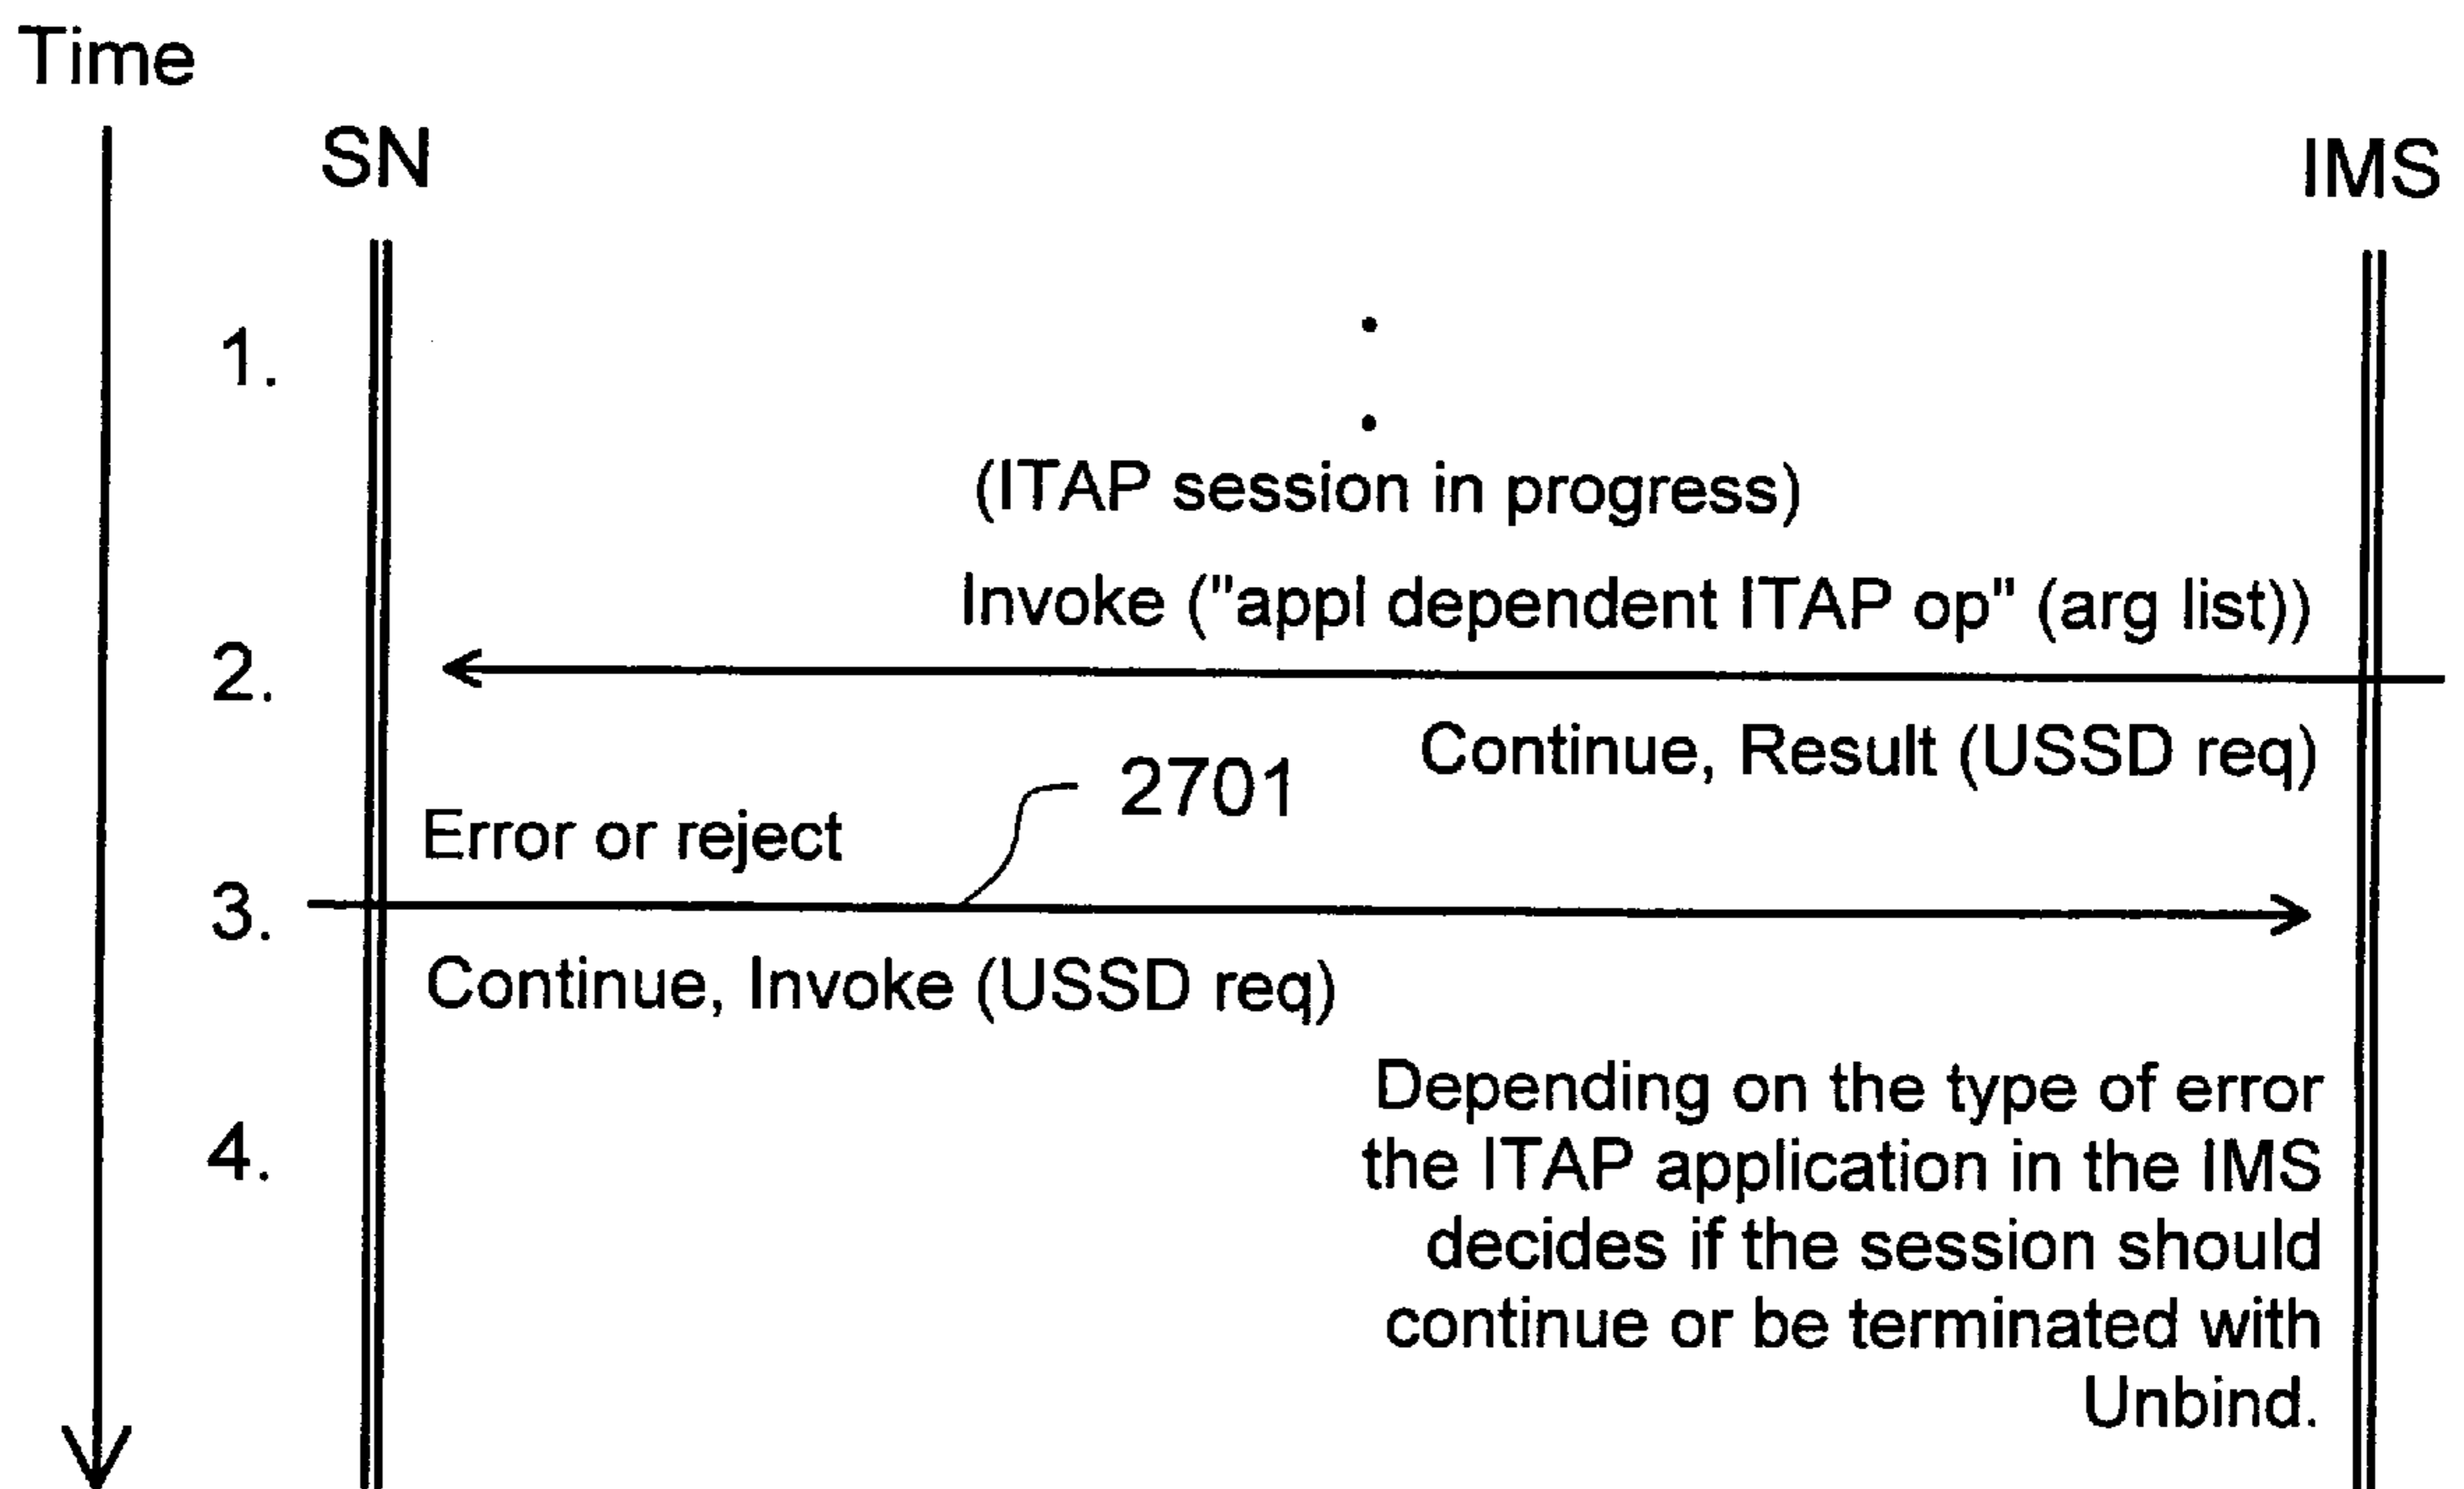 Time
SN
IMS
1.
(ITAP session in progress)
Invoke ("appl dependent ITAP op" (arg list))
2.
Continue, Result (USSD req)
2701
Error or reject
3.
Continue, Invoke (USSD req)
4.
Depending on the type of error
the ITAP application in the IMS
decides if the session should
continue or be terminated with
Unbind.